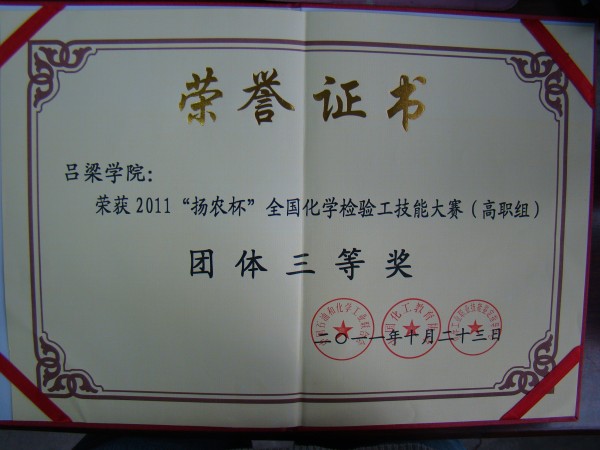 荣誉证书
吕梁学院：
荣获2011“扬农杯”全国化学检验工技能大赛（高职组）
团体三等奖
二〇一一年十月二十三日